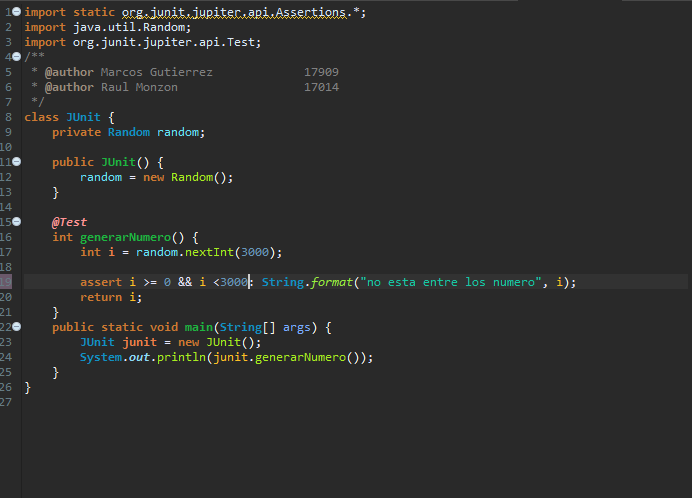 1 import static org.junit.jupiter.api.Assertions.*;
2 import java.util.Random;
3 import org.junit.jupiter.api.Test;
4 /**
5  * @author Marcos Gutierrez             17909
6  * @author Raul Monzon                  17014
7  */
8 class JUnit {
9     private Random random;
10
11     public JUnit() {
12         random = new Random();
13     }
14
15     @Test
16     int generarNumero() {
17         int i = random.nextInt(3000);
18
19         assert i >= 0 && i <3000: String.format("no esta entre los numero", i);
20         return i;
21     }
22     public static void main(String[] args) {
23         JUnit junit = new JUnit();
24         System.out.println(junit.generarNumero());
25     }
26 }
27